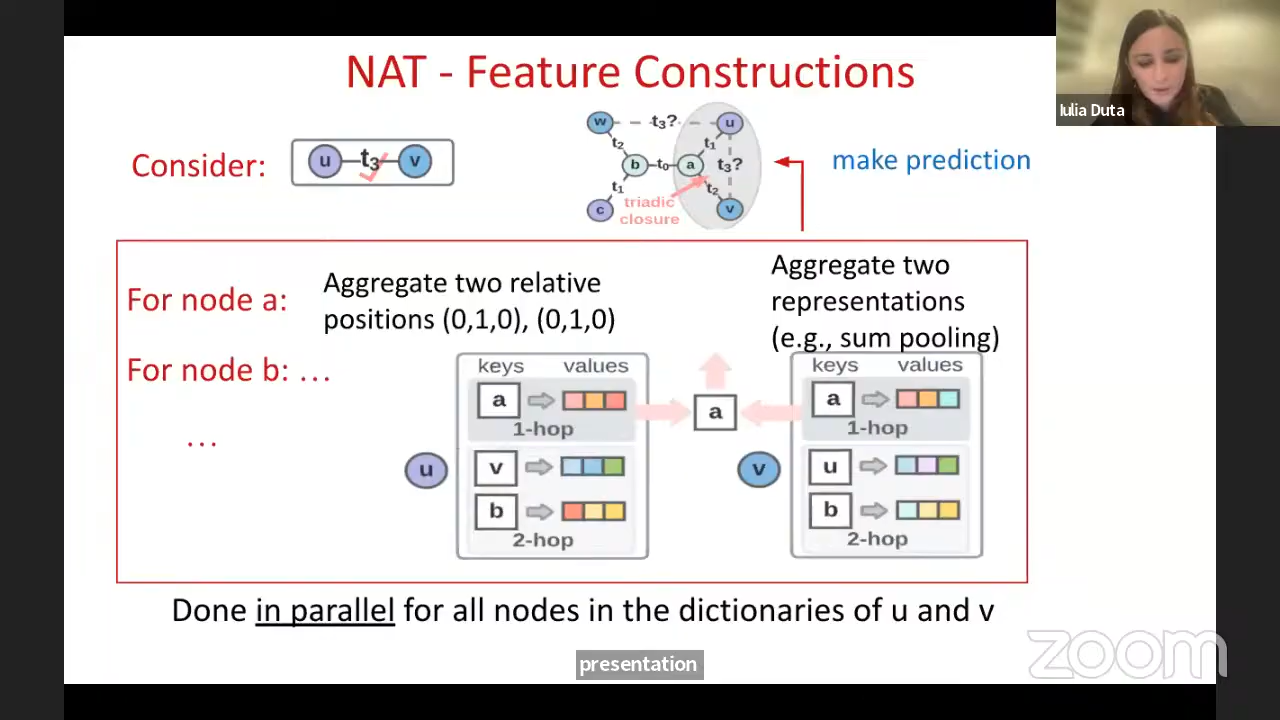 NAT - Feature Constructions
Iulia Duta
Consider:
u t₃ v
w t₃? u
t₂ t₁
b t₀ a t₃?
t₁ t₂
triadic
closure
c v
make prediction
For node a:
Aggregate two relative
positions (0,1,0), (0,1,0)
Aggregate two
representations
(e.g., sum pooling)
For node b: ...
...
keys values
a
1-hop
u
v
b
2-hop
a
keys values
a
1-hop
v
u
b
2-hop
Done in parallel for all nodes in the dictionaries of u and v
zoom
presentation